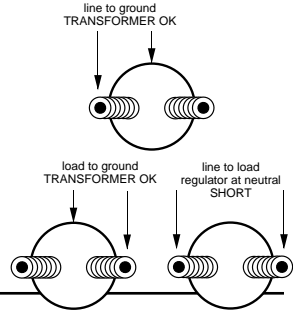 line to ground
TRANSFORMER OK
load to ground
TRANSFORMER OK
line to load
regulator at neutral
SHORT